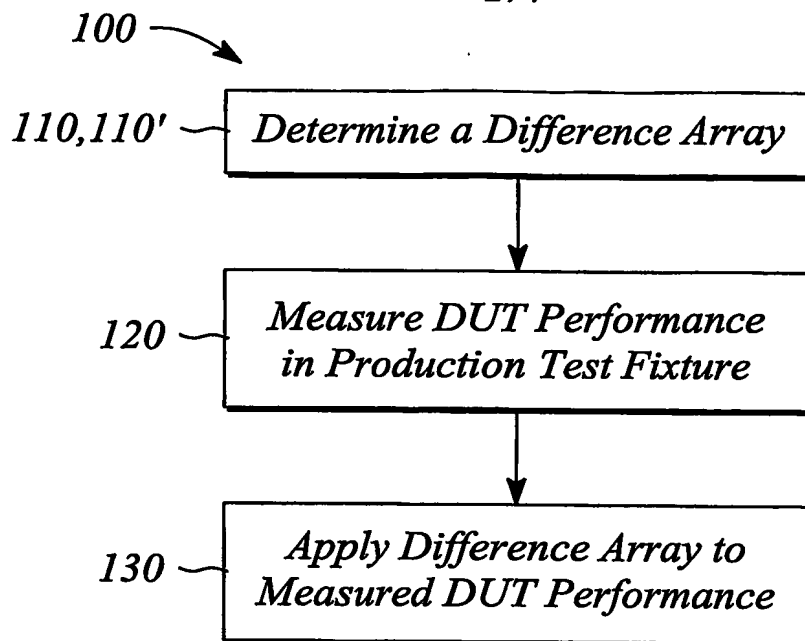 100
110,110' Determine a Difference Array
120 Measure DUT Performance
in Production Test Fixture
130 Apply Difference Array to
Measured DUT Performance